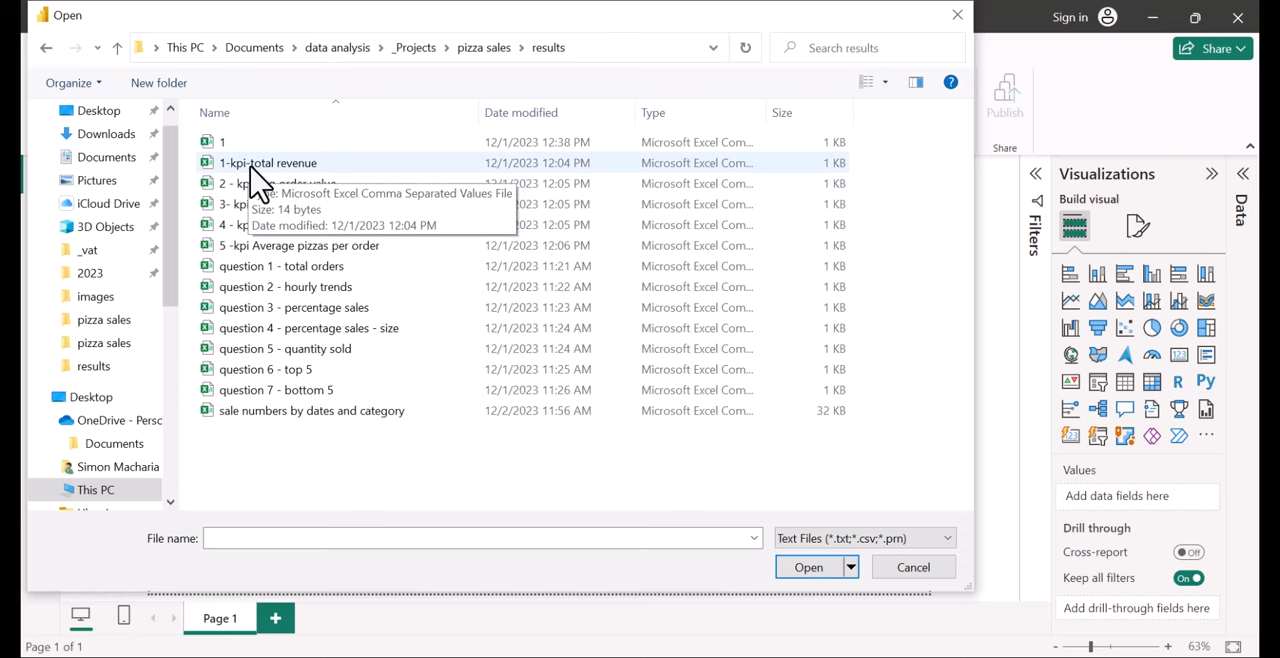 Open
Sign in
This PC > Documents > data analysis > _Projects > pizza sales > results
Search results
Share
Organize
New folder
Publish
Share
Name
Date modified
Type
Size
Desktop
Downloads
Documents
Pictures
iCloud Drive
3D Objects
_vat
2023
images
pizza sales
pizza sales
results
Desktop
OneDrive - Persc
Documents
Simon Macharia
This PC
1 12/1/2023 12:38 PM Microsoft Excel Com... 1 KB
1-kpi-total revenue 12/1/2023 12:04 PM Microsoft Excel Com... 1 KB
2 - kp order value 12/1/2023 12:05 PM Microsoft Excel Com... 1 KB
3- kpi 2023 12:05 PM Microsoft Excel Com... 1 KB
4 - kp 2023 12:05 PM Microsoft Excel Com... 1 KB
5 -kpi Average pizzas per order 12/1/2023 12:06 PM Microsoft Excel Com... 1 KB
question 1 - total orders 12/1/2023 11:21 AM Microsoft Excel Com... 1 KB
question 2 - hourly trends 12/1/2023 11:22 AM Microsoft Excel Com... 1 KB
question 3 - percentage sales 12/1/2023 11:23 AM Microsoft Excel Com... 1 KB
question 4 - percentage sales - size 12/1/2023 11:24 AM Microsoft Excel Com... 1 KB
question 5 - quantity sold 12/1/2023 11:24 AM Microsoft Excel Com... 1 KB
question 6 - top 5 12/1/2023 11:25 AM Microsoft Excel Com... 1 KB
question 7 - bottom 5 12/1/2023 11:26 AM Microsoft Excel Com... 1 KB
sale numbers by dates and category 12/2/2023 11:56 AM Microsoft Excel Com... 32 KB
e: Microsoft Excel Comma Separated Values File
Size: 14 bytes
Date modified: 12/1/2023 12:04 PM
File name:
Text Files (*.txt;*.csv;*.prn)
Open
Cancel
Filters
Visualizations
Build visual
123
R
Py
123
Values
Add data fields here
Drill through
Cross-report
Off
Keep all filters
On
Add drill-through fields here
Data
Page 1
Page 1 of 1
- + 63%